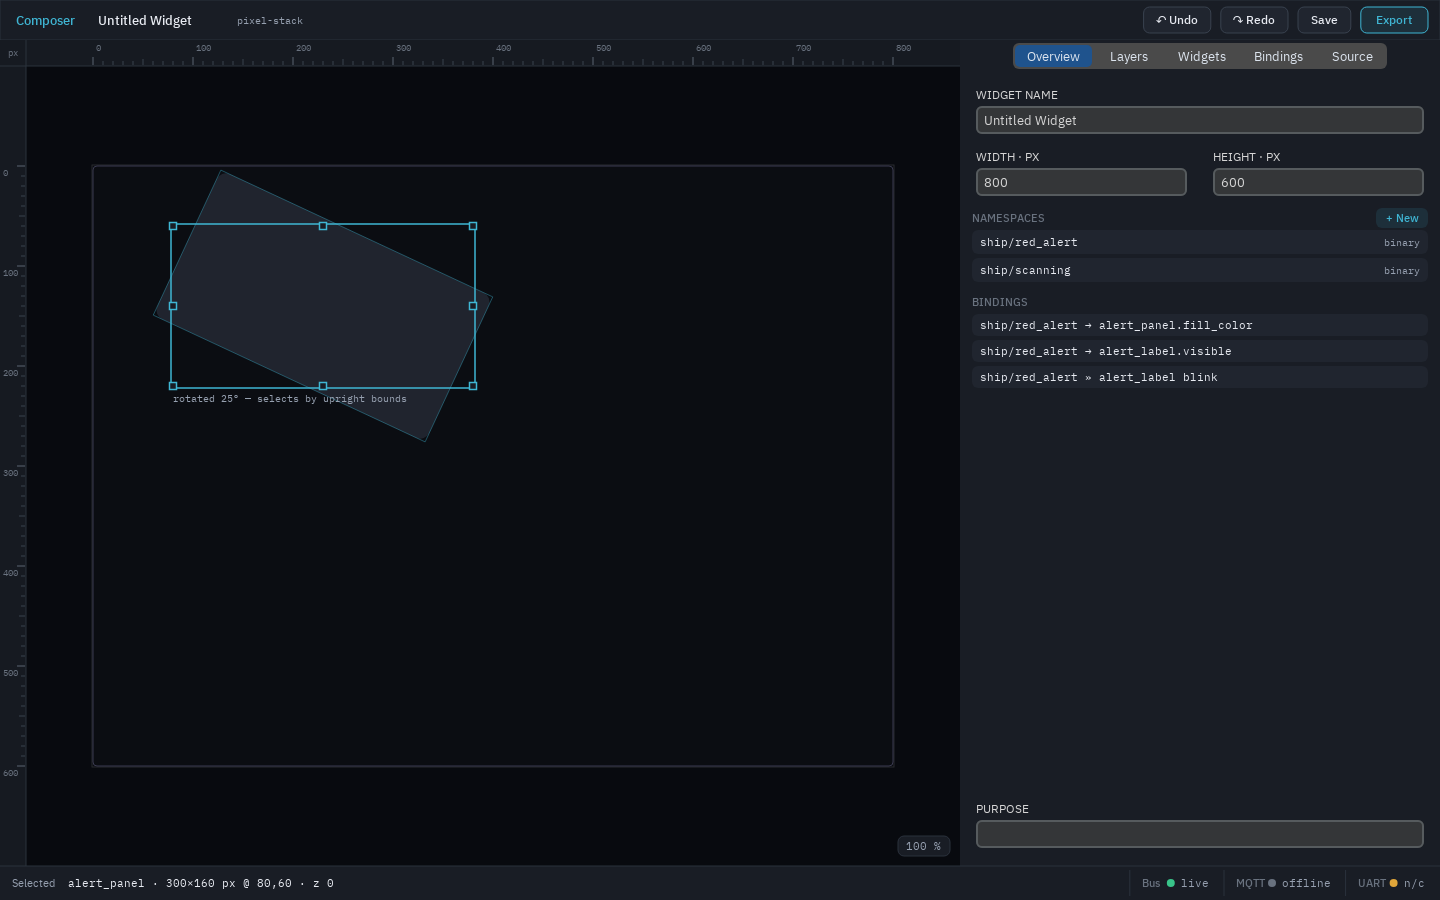 Composer Untitled Widget pixel-stack ↶ Undo ↷ Redo Save Export
px 0 100 200 300 400 500 600 700 800
0
100
200
300
400
500
600
rotated 25° — selects by upright bounds
100 %
Overview Layers Widgets Bindings Source
WIDGET NAME
Untitled Widget
WIDTH · PX HEIGHT · PX
800 600
NAMESPACES + New
ship/red_alert binary
ship/scanning binary
BINDINGS
ship/red_alert → alert_panel.fill_color
ship/red_alert → alert_label.visible
ship/red_alert » alert_label blink
PURPOSE
Selected alert_panel · 300×160 px @ 80,60 · z 0 Bus live MQTT offline UART n/c